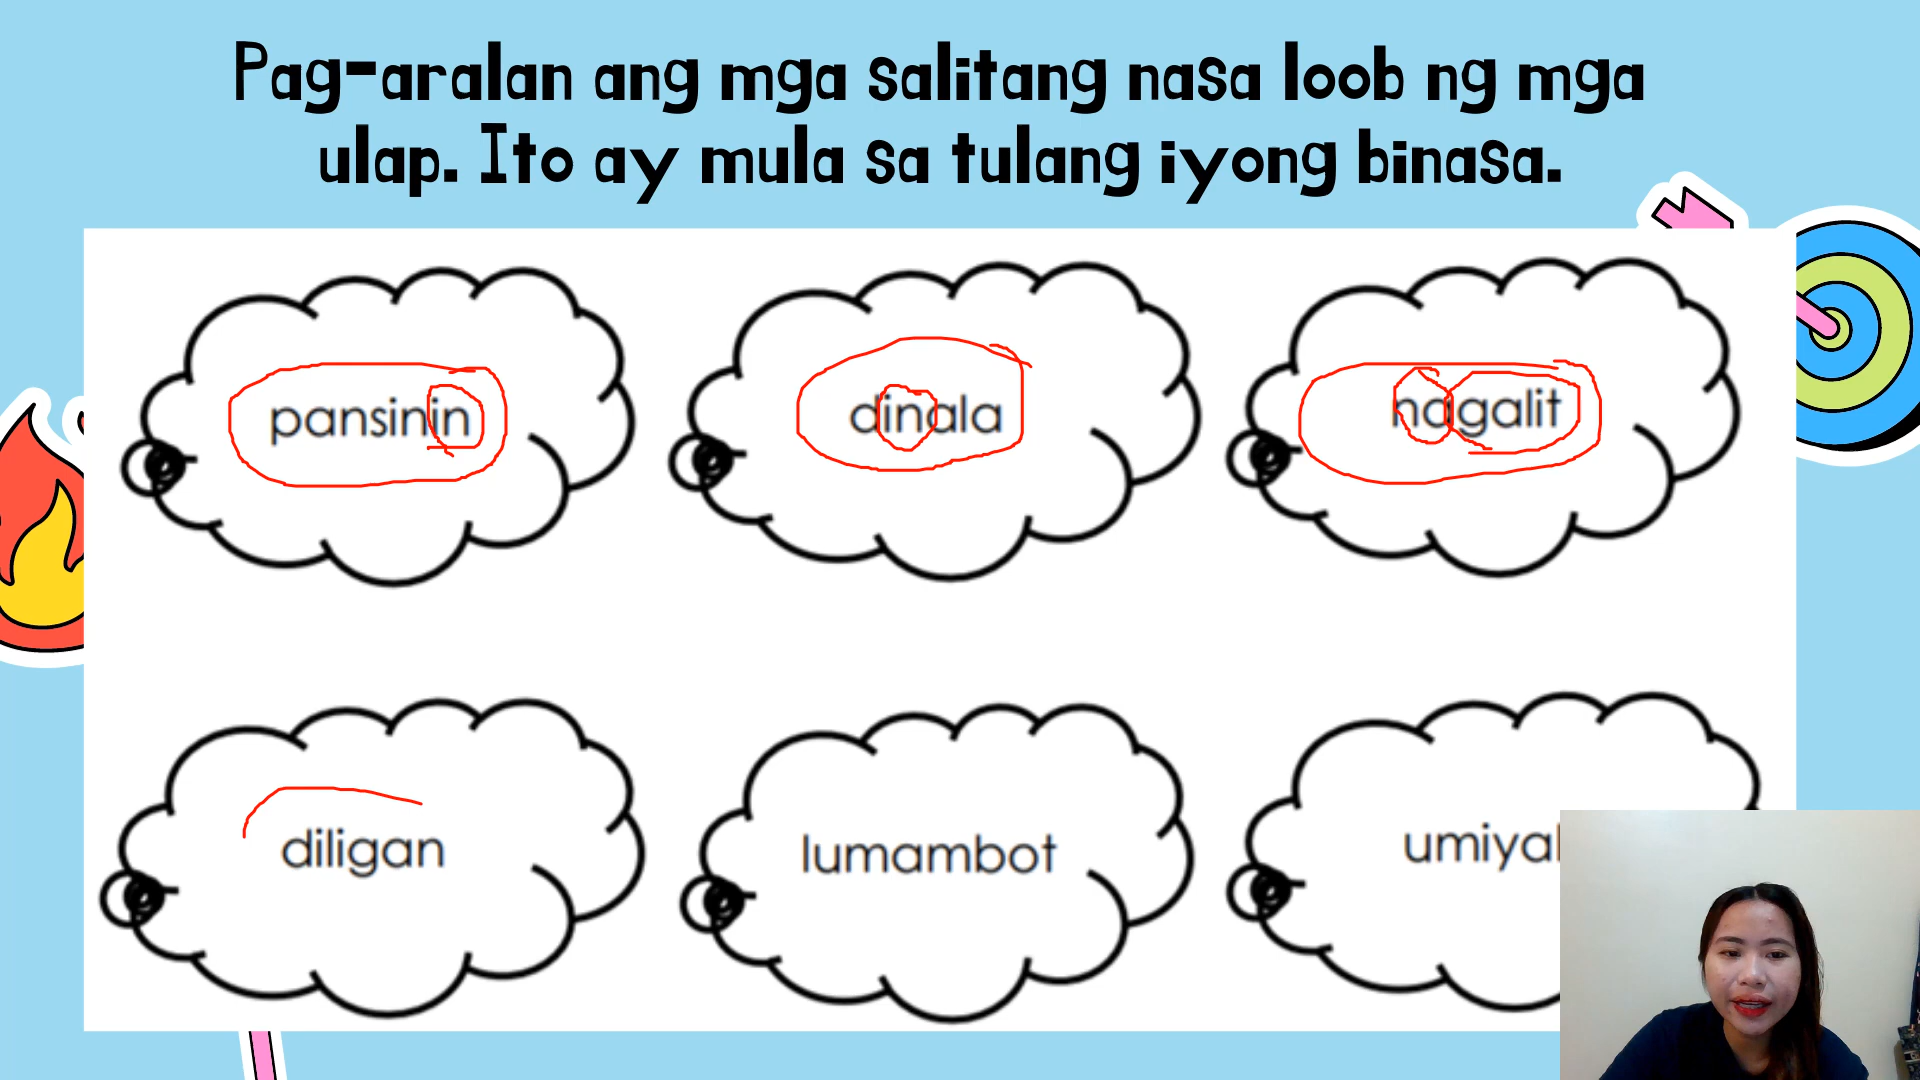 Pag-aralan ang mga salitang nasa loob ng mga
ulap. Ito ay mula sa tulang iyong binasa.
pansinin
dinala
nagalit
diligan
lumambot